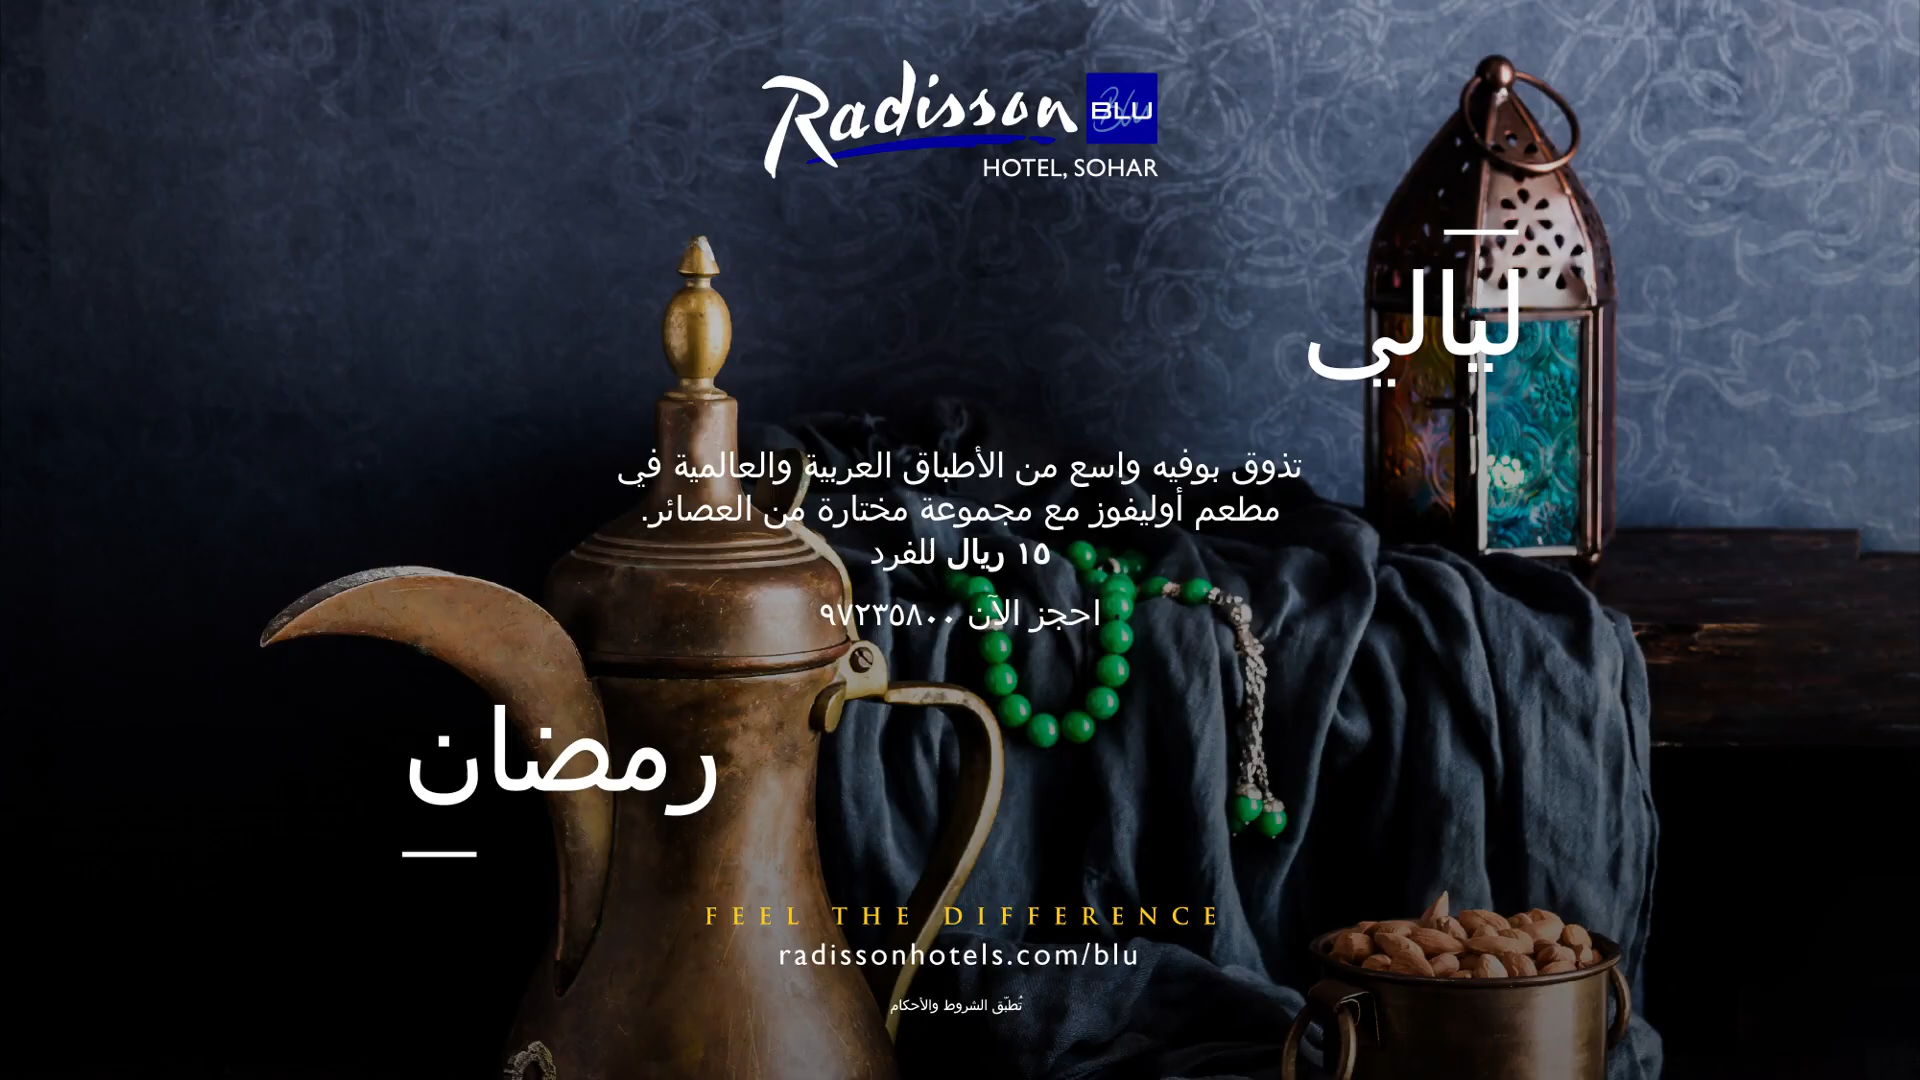 Radisson BLU
HOTEL, SOHAR
ليالي
تذوق بوفيه واسع من الأطباق العربية والعالمية في
مطعم أوليفوز مع مجموعة مختارة من العصائر.
١٥ ريال للفرد
احجز الآن ٩٧٢٣٥٨٠٠
رمضان
FEEL THE DIFFERENCE
radissonhotels.com/blu
تُطبّق الشروط والأحكام